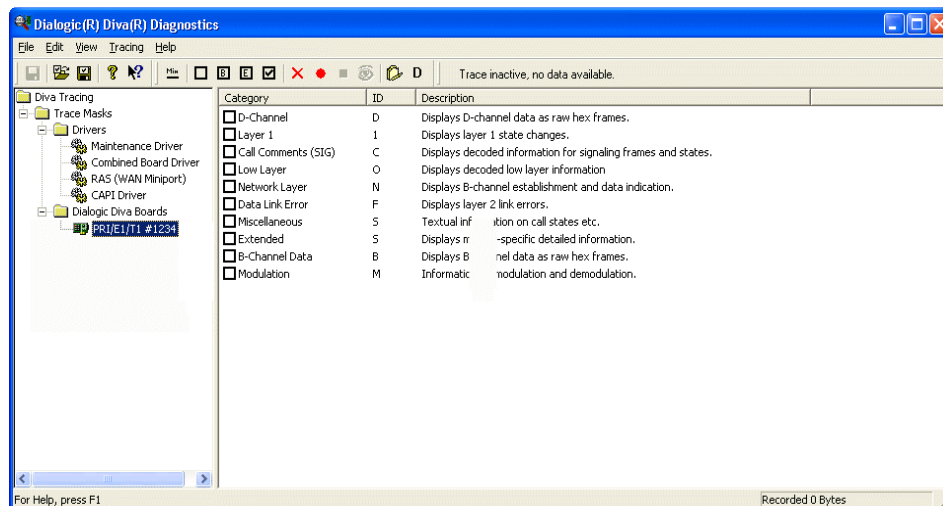 Dialogic(R) Diva(R) Diagnostics
File Edit View Tracing Help
Min B E D Trace inactive, no data available.
Diva Tracing
Trace Masks
Drivers
Maintenance Driver
Combined Board Driver
RAS (WAN Miniport)
CAPI Driver
Dialogic Diva Boards
PRI/E1/T1 #1234
Category ID Description
D-Channel D Displays D-channel data as raw hex frames.
Layer 1 1 Displays layer 1 state changes.
Call Comments (SIG) C Displays decoded information for signaling frames and states.
Low Layer O Displays decoded low layer information
Network Layer N Displays B-channel establishment and data indication.
Data Link Error F Displays layer 2 link errors.
Miscellaneous S Textual on call states etc.
Extended S Displays -specific detailed information.
B-Channel Data B Displays data as raw hex frames.
Modulation M modulation and demodulation.
For Help, press F1
Recorded 0 Bytes